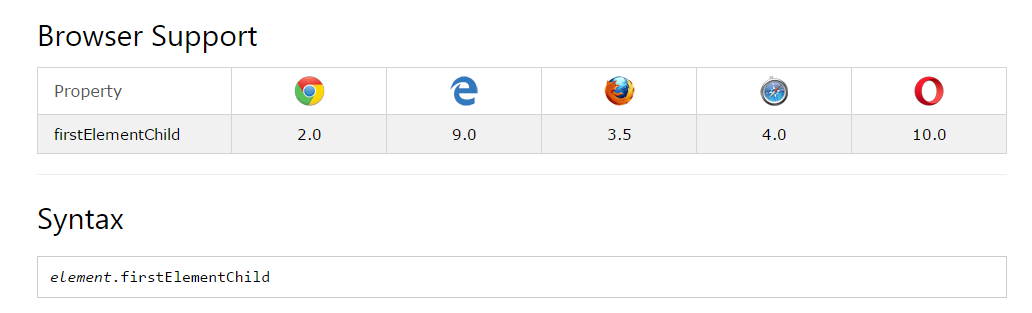 Browser Support
Property
firstElementChild 2.0 9.0 3.5 4.0 10.0
Syntax
element.firstElementChild